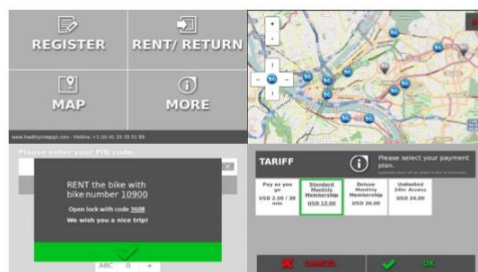 REGISTER
RENT/ RETURN
MAP
MORE
Please enter your PIN code.
RENT the bike with
bike number 10900
Open lock with code
We wish you a nice trip!
ABC 0
TARIFF
Please select your payment
plan.
Pay as you
go
USD 2.00 / 30
min
Standard
Monthly
Membership
USD 12.00
Deluxe
Monthly
Membership
USD 20.00
Unlimited
24hr Access
USD 24.00
CANCEL
OK